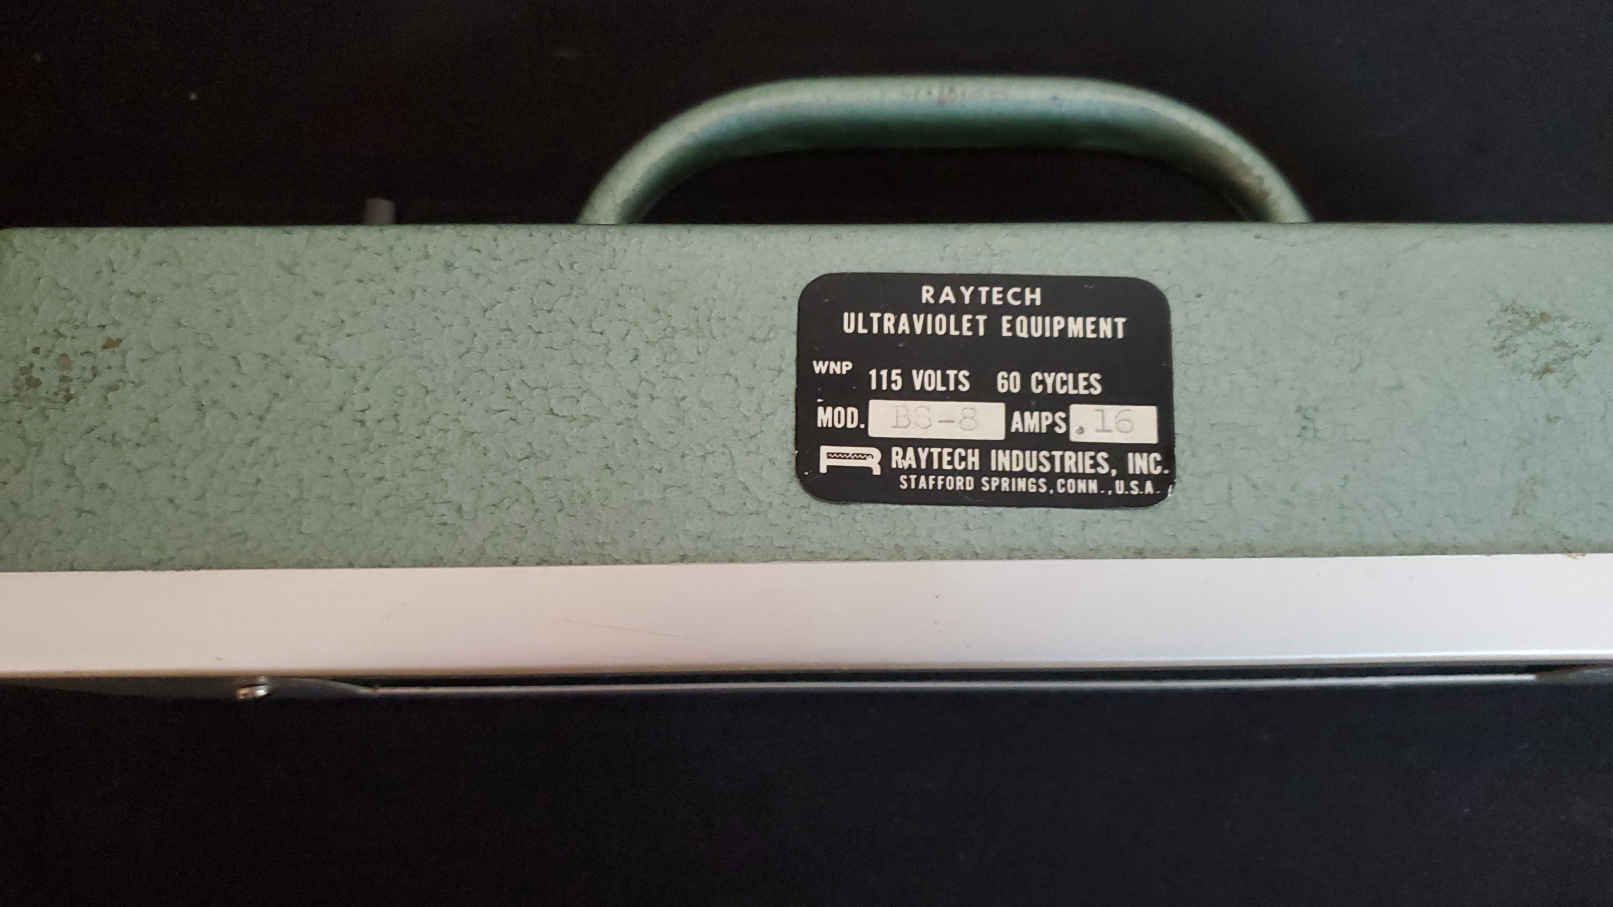 RAYTECH
ULTRAVIOLET EQUIPMENT
WNP 115 VOLTS 60 CYCLES
MOD. BS-8 AMPS .16
R RAYTECH INDUSTRIES, INC.
STAFFORD SPRINGS, CONN., U.S.A.